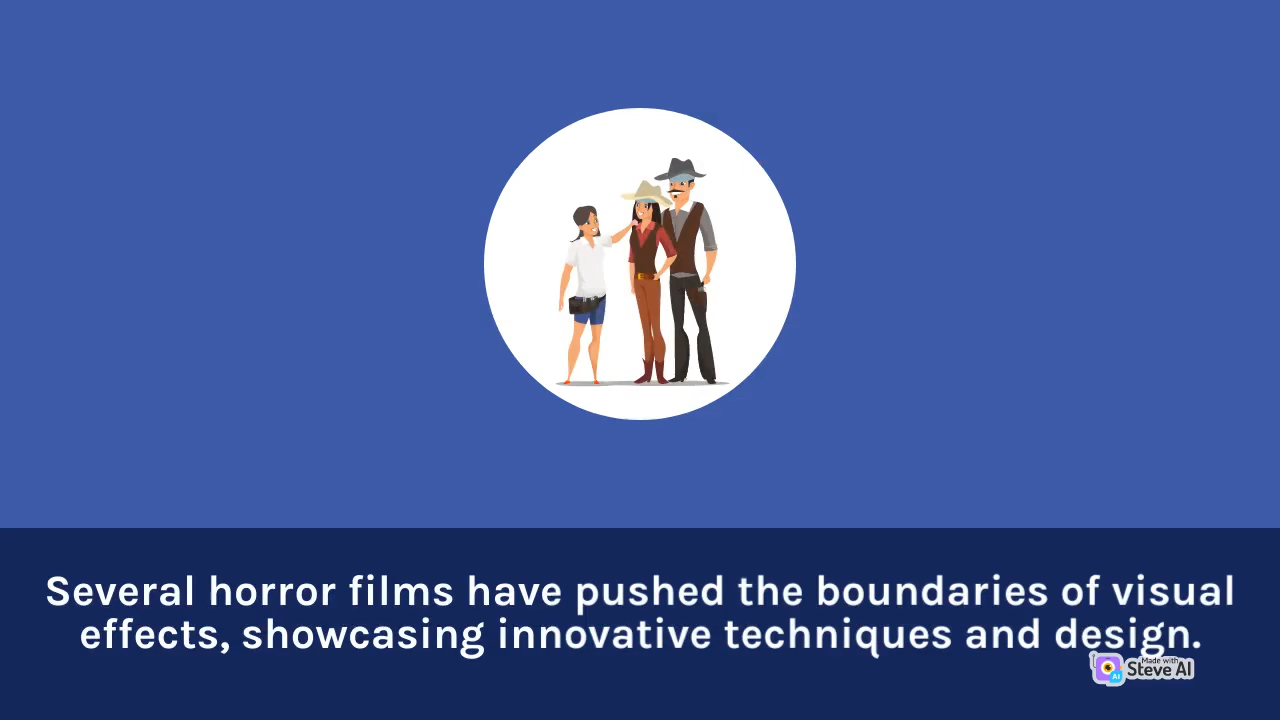 Several horror films have pushed the boundaries of visual
effects, showcasing innovative techniques and design.
Made with
Steve AI
AI